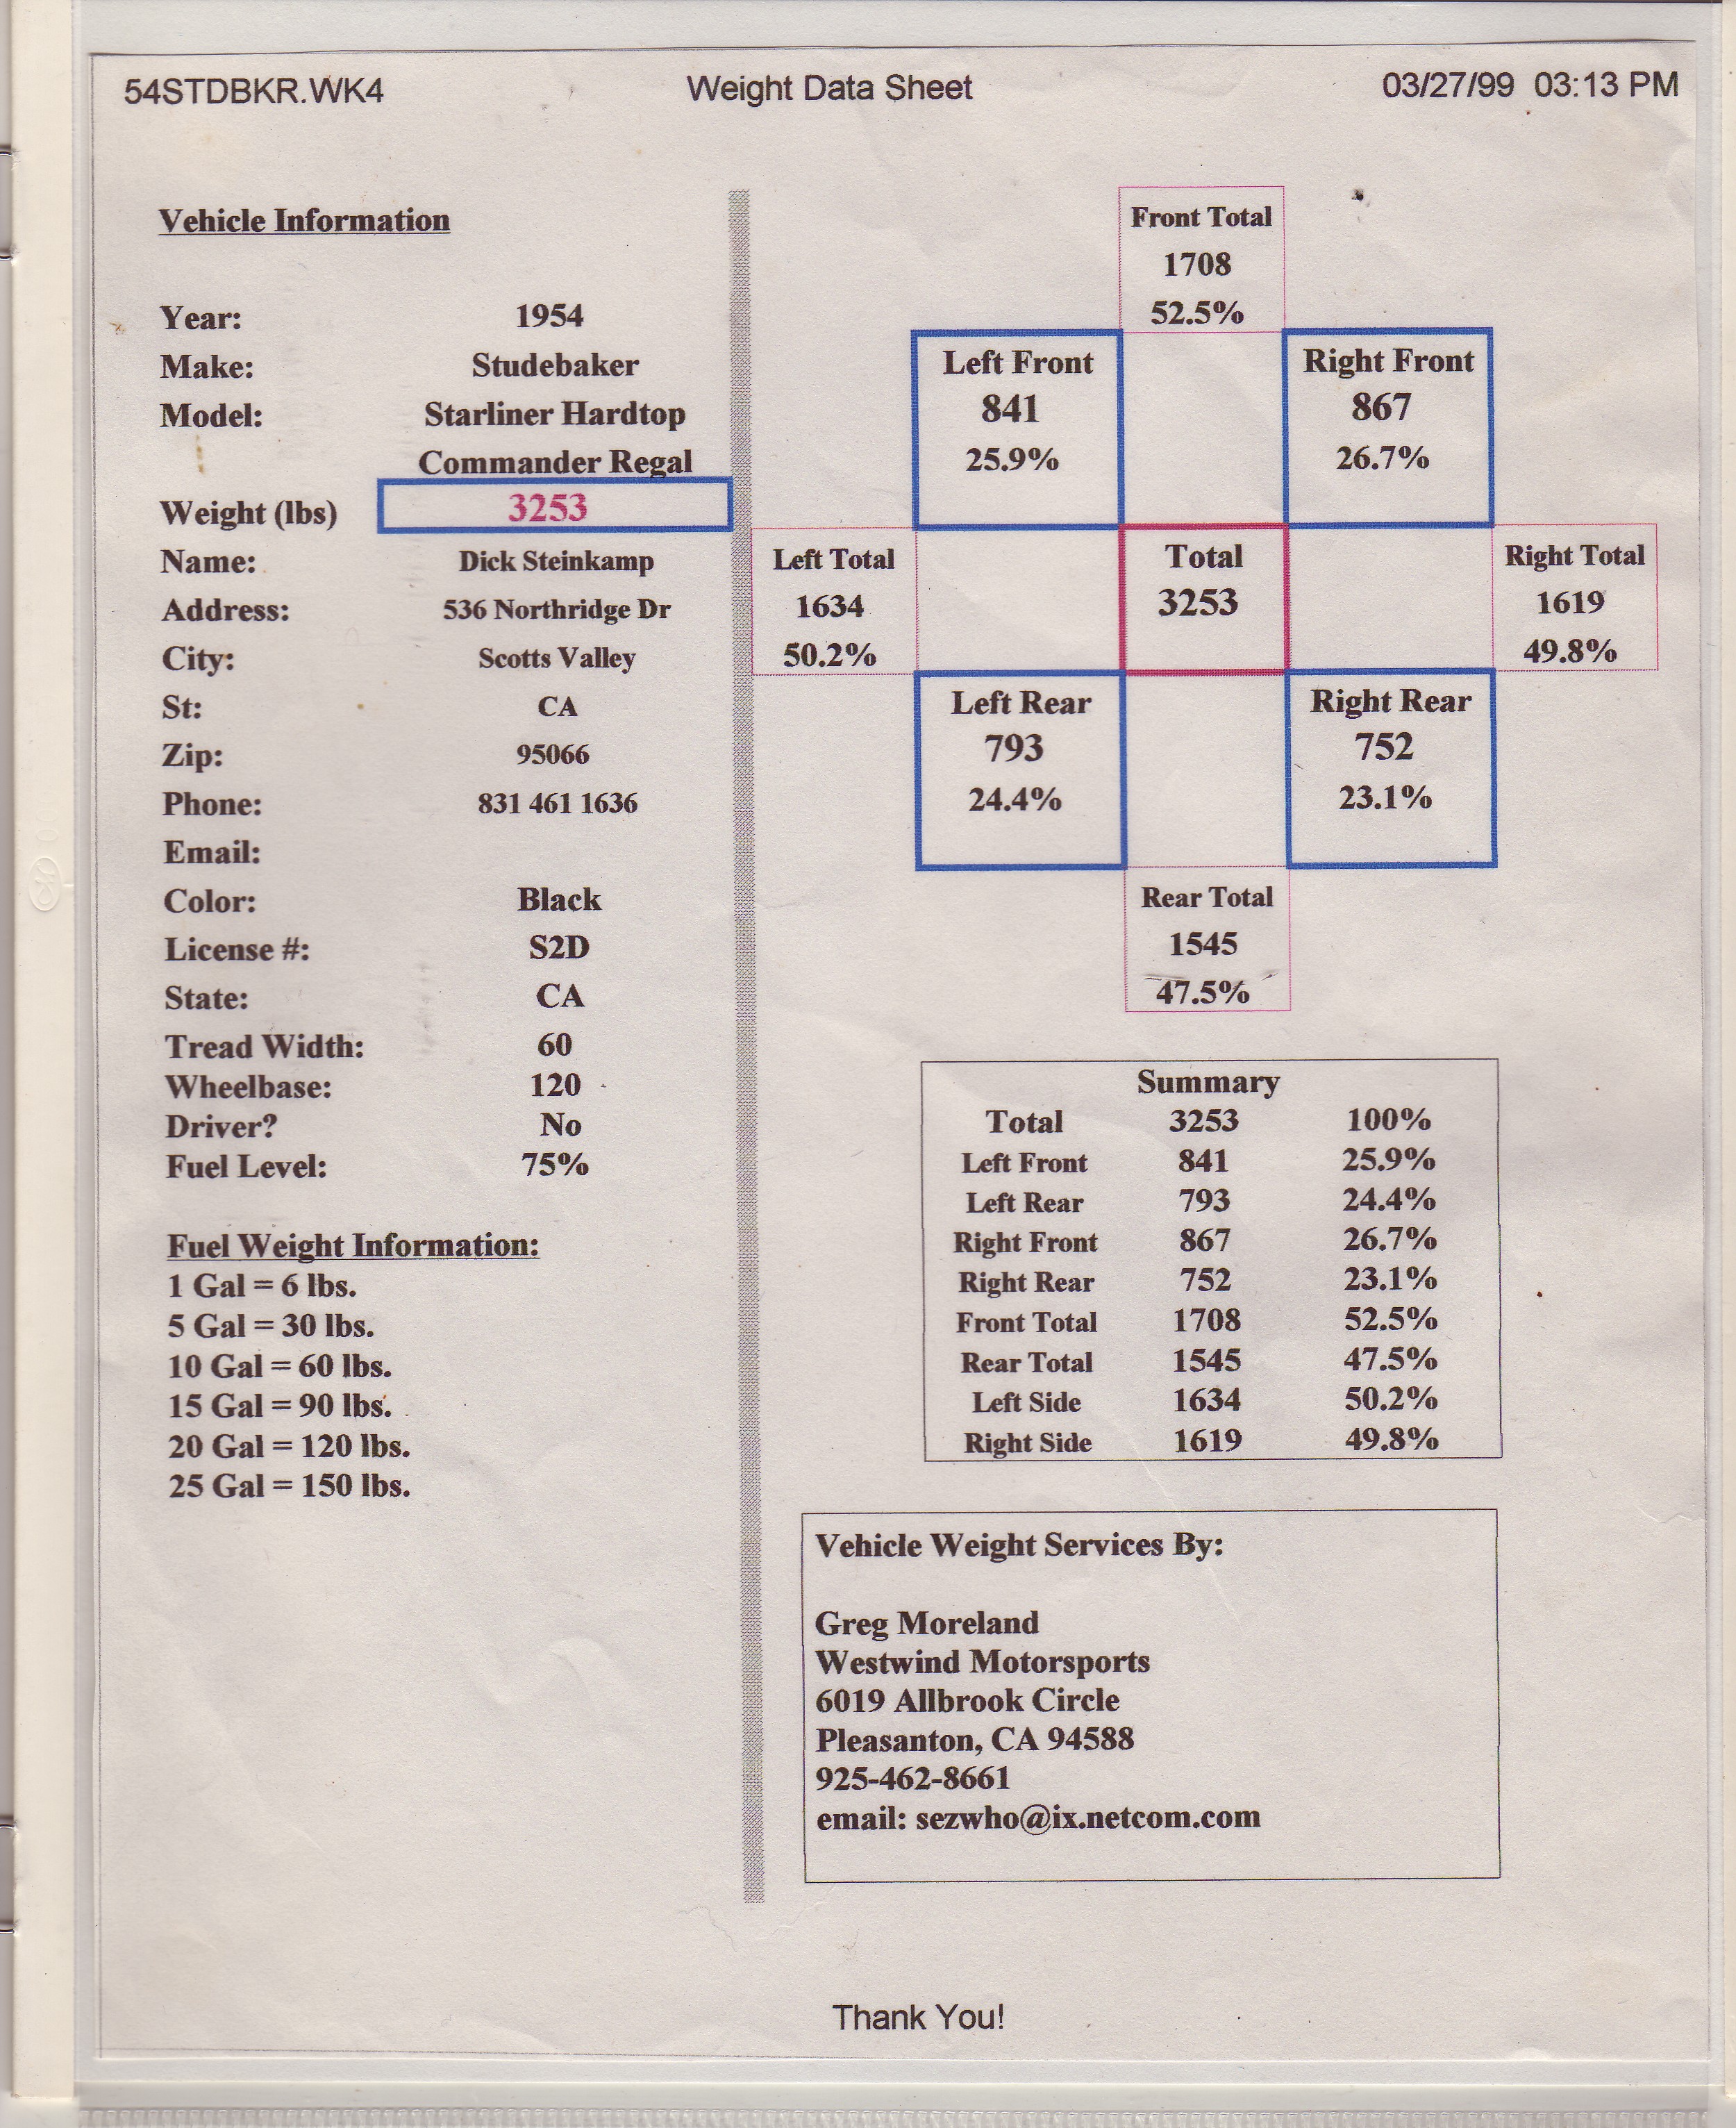 54STDBKR.WK4 Weight Data Sheet 03/27/99 03:13 PM
Vehicle Information
Year: 1954
Make: Studebaker
Model: Starliner Hardtop
Commander Regal
Weight (lbs) 3253
Name: Dick Steinkamp
Address: 536 Northridge Dr
City: Scotts Valley
St: CA
Zip: 95066
Phone: 831 461 1636
Email:
Color: Black
License #: S2D
State: CA
Tread Width: 60
Wheelbase: 120
Driver? No
Fuel Level: 75%
Fuel Weight Information:
1 Gal = 6 lbs.
5 Gal = 30 lbs.
10 Gal = 60 lbs.
15 Gal = 90 lbs.
20 Gal = 120 lbs.
25 Gal = 150 lbs.
Front Total
1708
52.5%
Left Front
841
25.9%
Right Front
867
26.7%
Left Total
1634
50.2%
Total
3253
Right Total
1619
49.8%
Left Rear
793
24.4%
Right Rear
752
23.1%
Rear Total
1545
47.5%
Summary
Total 3253 100%
Left Front 841 25.9%
Left Rear 793 24.4%
Right Front 867 26.7%
Right Rear 752 23.1%
Front Total 1708 52.5%
Rear Total 1545 47.5%
Left Side 1634 50.2%
Right Side 1619 49.8%
Vehicle Weight Services By:
Greg Moreland
Westwind Motorsports
6019 Allbrook Circle
Pleasanton, CA 94588
925-462-8661
email: sezwho@ix.netcom.com
Thank You!